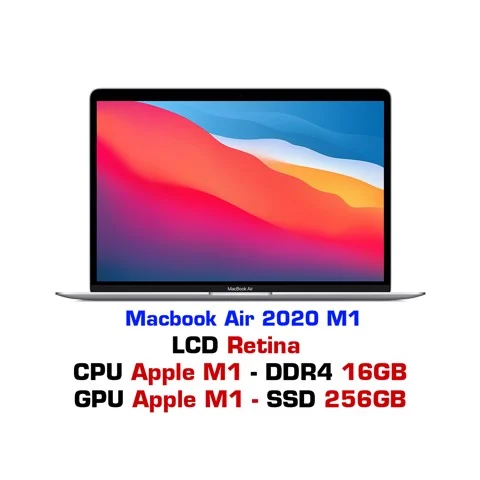 MacBook Air
Macbook Air 2020 M1
LCD Retina
CPU Apple M1 - DDR4 16GB
GPU Apple M1 - SSD 256GB